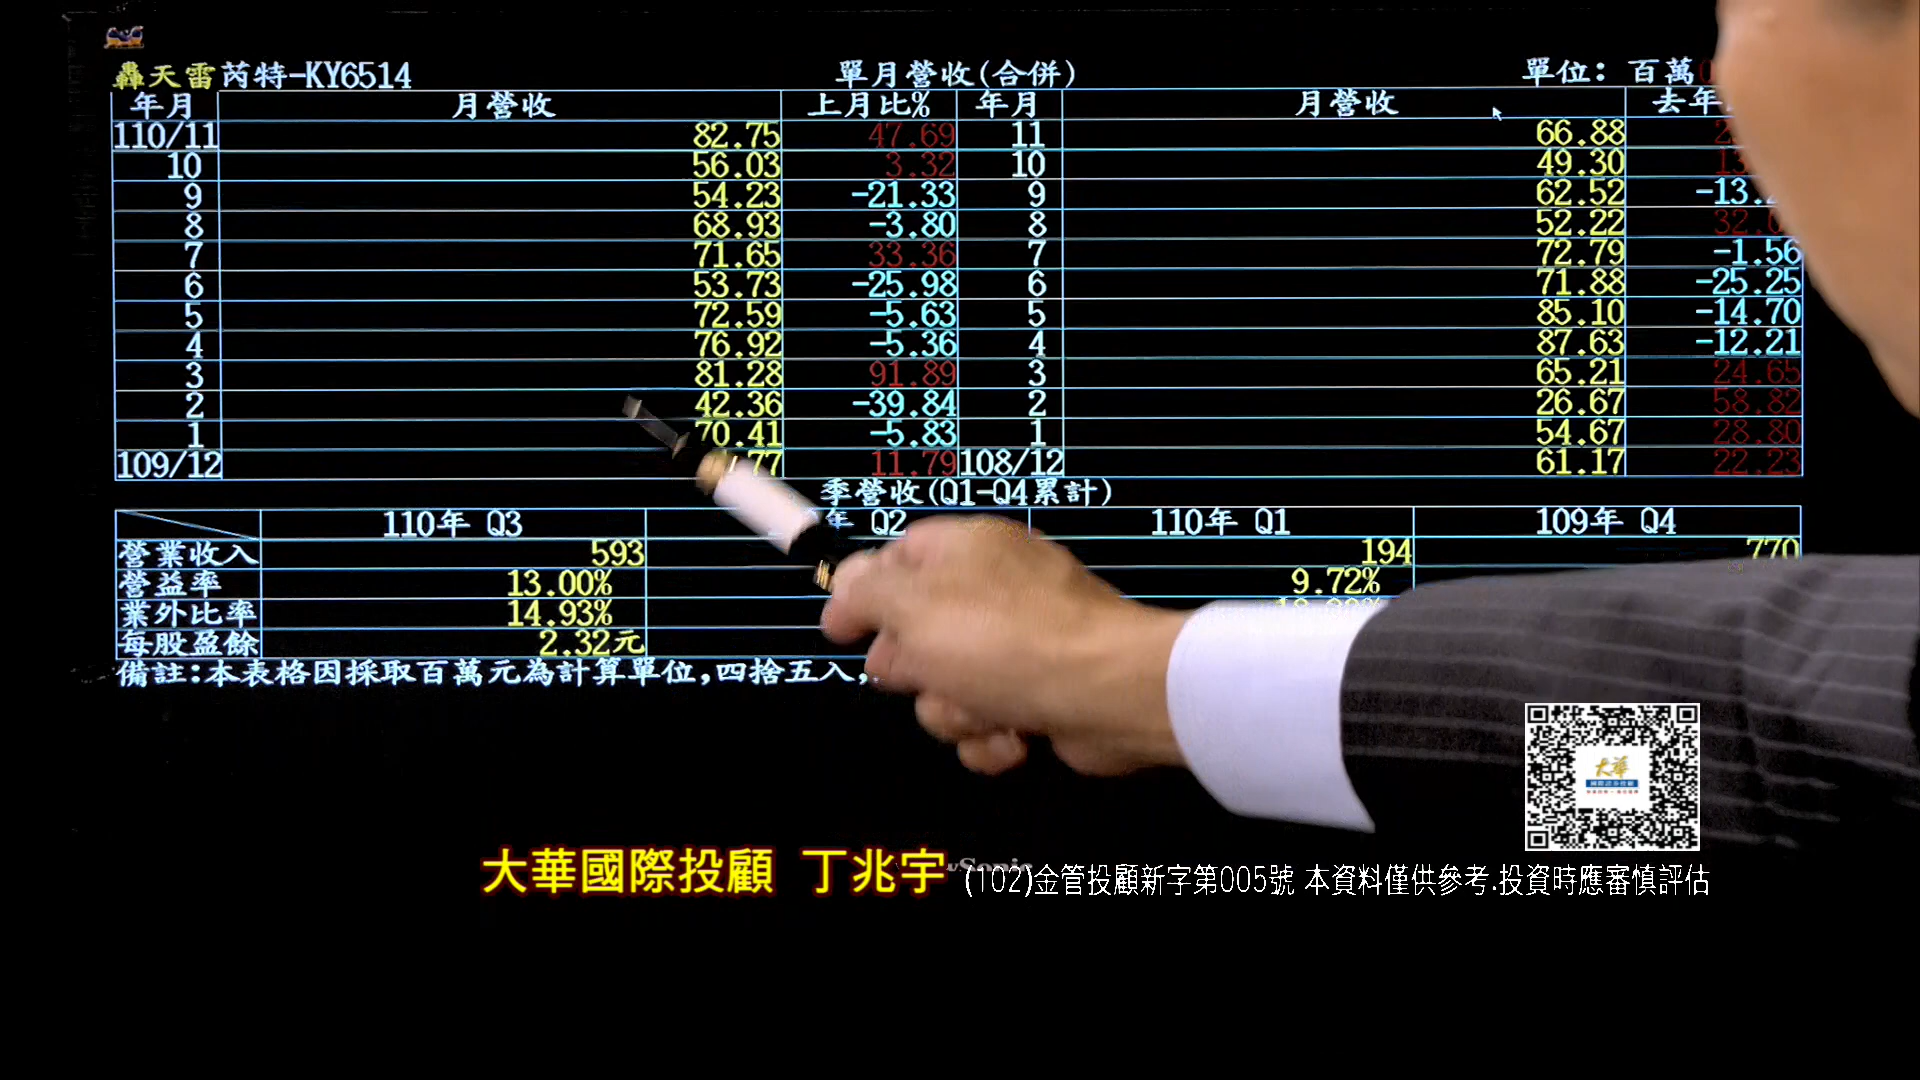 轟天雷芮特-KY6514 單月營收(合併) 單位: 百萬
年月 月營收 上月比% 年月 月營收 去年
110/11 82.75 47.69 11 66.88
10 56.03 3.32 10 49.30
9 54.23 -21.33 9 62.52 -13.
8 68.93 -3.80 8 52.22 32.
7 71.65 33.36 7 72.79 -1.56
6 53.73 -25.98 6 71.88 -25.25
5 72.59 -5.63 5 85.10 -14.70
4 76.92 -5.36 4 87.63 -12.21
3 81.28 91.89 3 65.21 24.65
2 42.36 -39.84 2 26.67 58.82
1 70.41 -5.83 1 54.67 28.80
109/12 .77 11.79 108/12 61.17 22.23
季營收(Q1-Q4累計)
110年 Q3 年 Q2 110年 Q1 109年 Q4
營業收入 593 194 770
營益率 13.00% 9.72%
業外比率 14.93%
每股盈餘 2.32元
備註:本表格因採取百萬元為計算單位,四捨五入,
大華
大華國際投顧 丁兆宇 (102)金管投顧新字第005號 本資料僅供參考.投資時應審慎評估